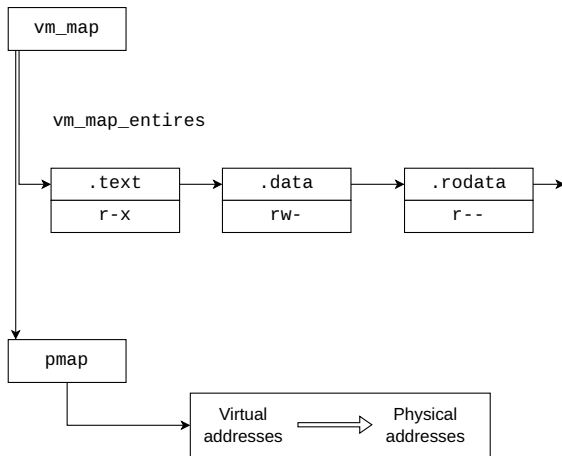 vm_map
vm_map_entires
.text
.data
.rodata
r-x
rw-
r--
pmap
Virtual
addresses
Physical
addresses